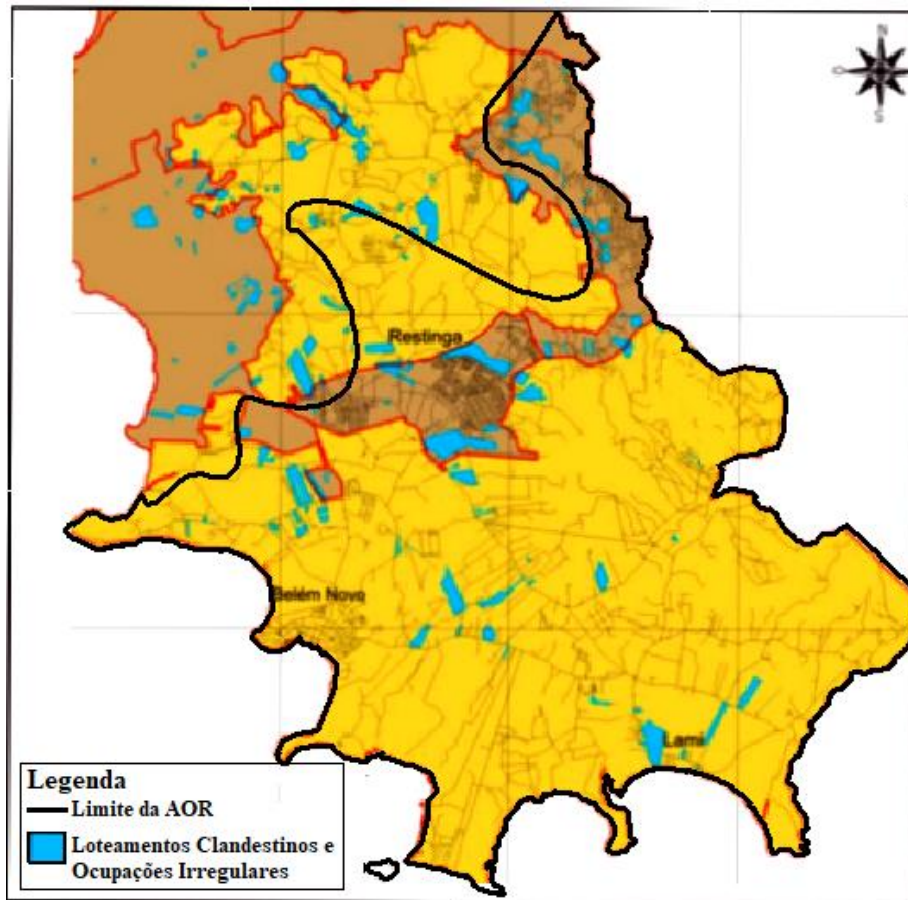 N
S
Restinga
Belém Novo
Lami
Legenda
Limite da AOR
Loteamentos Clandestinos e
Ocupações Irregulares